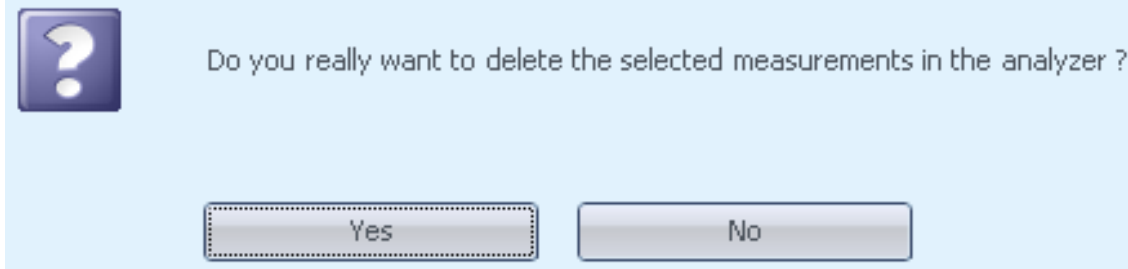 Do you really want to delete the selected measurements in the analyzer ?
Yes
No